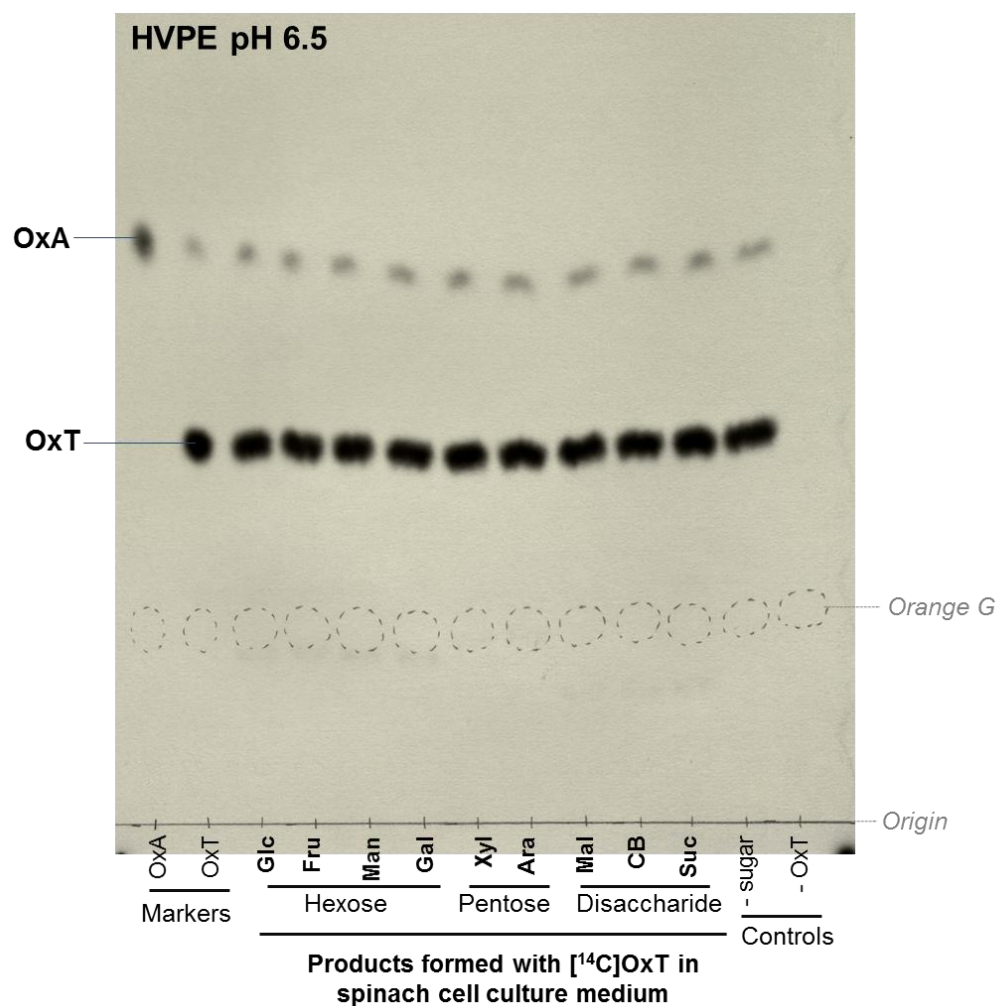 HVPE pH 6.5
OxA
OxT
Orange G
Origin
OxA
OxT
Glc
Fru
Man
Gal
Xyl
Ara
Mal
CB
Suc
- sugar
- OxT
Markers
Hexose
Pentose
Disaccharide
Controls
Products formed with [¹⁴C]OxT in
spinach cell culture medium